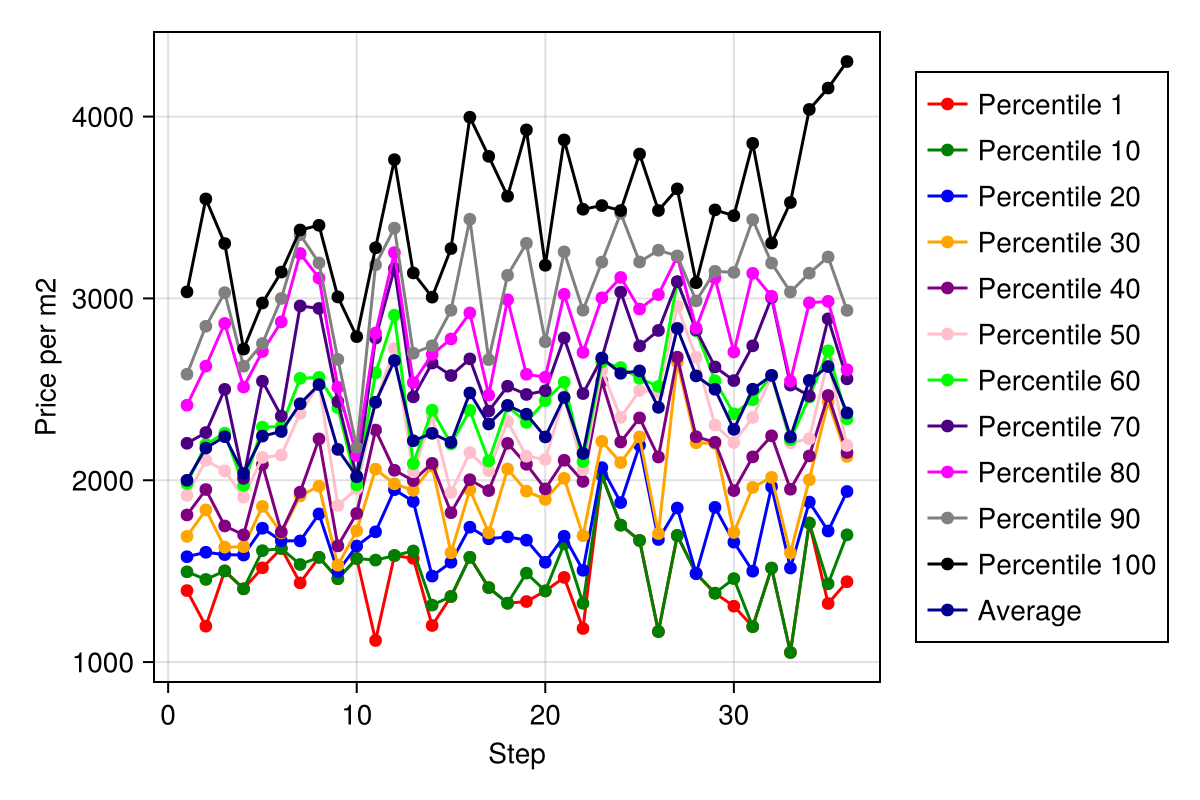 4000
3000
2000
1000
Price per m2
0 10 20 30
Step
Percentile 1
Percentile 10
Percentile 20
Percentile 30
Percentile 40
Percentile 50
Percentile 60
Percentile 70
Percentile 80
Percentile 90
Percentile 100
Average